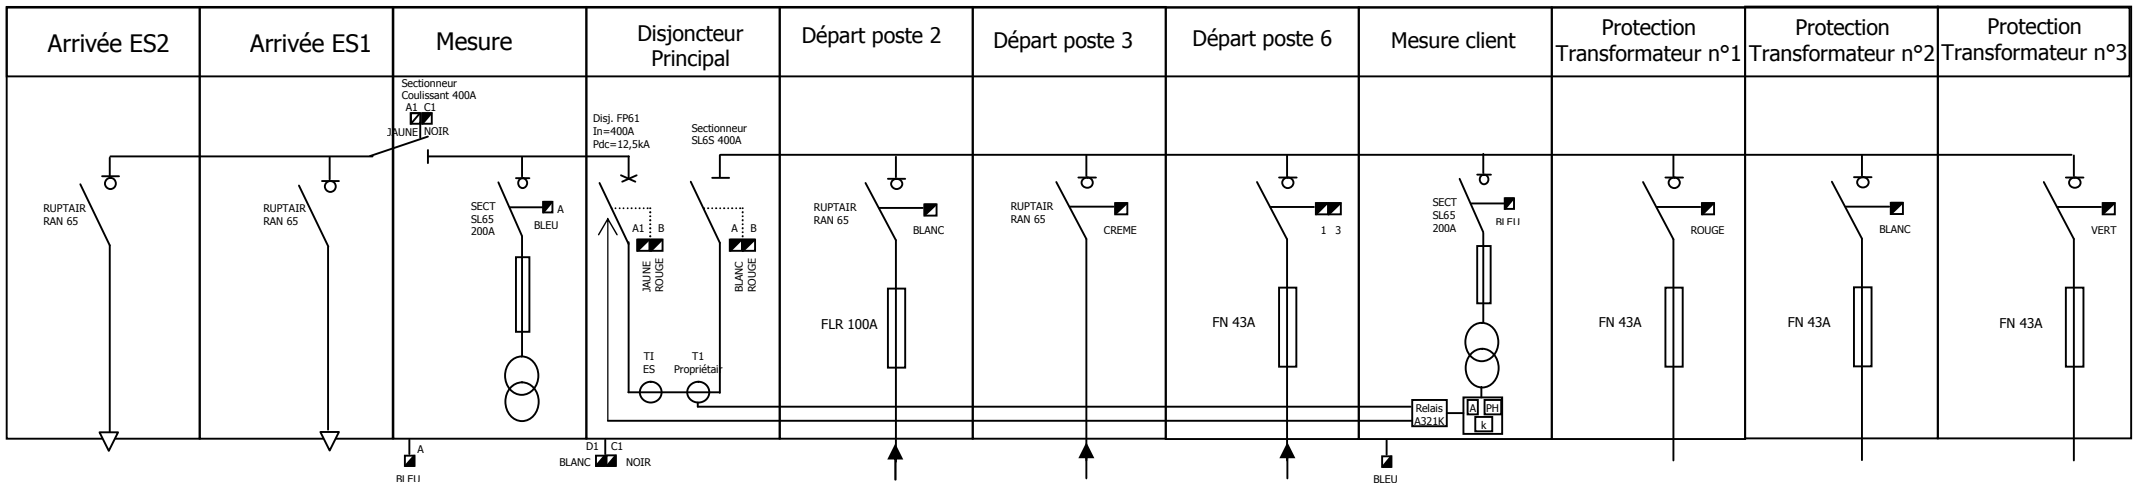 Arrivée ES2
Arrivée ES1
Mesure
Disjoncteur
Principal
Départ poste 2
Départ poste 3
Départ poste 6
Mesure client
Protection
Transformateur n°1
Protection
Transformateur n°2
Protection
Transformateur n°3
RUPTAIR
RAN 65
RUPTAIR
RAN 65
Sectionneur
Coulissant 400A
A1 C1
JAUNE NOIR
SECT
SL65
200A
A
BLEU
Disj. FP61
In=400A
Pdc=12,5kA
Sectionneur
SL6S 400A
A1 B
JAUNE
ROUGE
A B
BLANC
ROUGE
TI
ES
T1
Propriétair
RUPTAIR
RAN 65
BLANC
FLR 100A
RUPTAIR
RAN 65
CREME
1 3
FN 43A
SECT
SL65
200A
BLEU
Relais
A321K
A PH
k
ROUGE
FN 43A
BLANC
FN 43A
VERT
FN 43A
A
BLEU
D1 C1
BLANC NOIR
BLEU